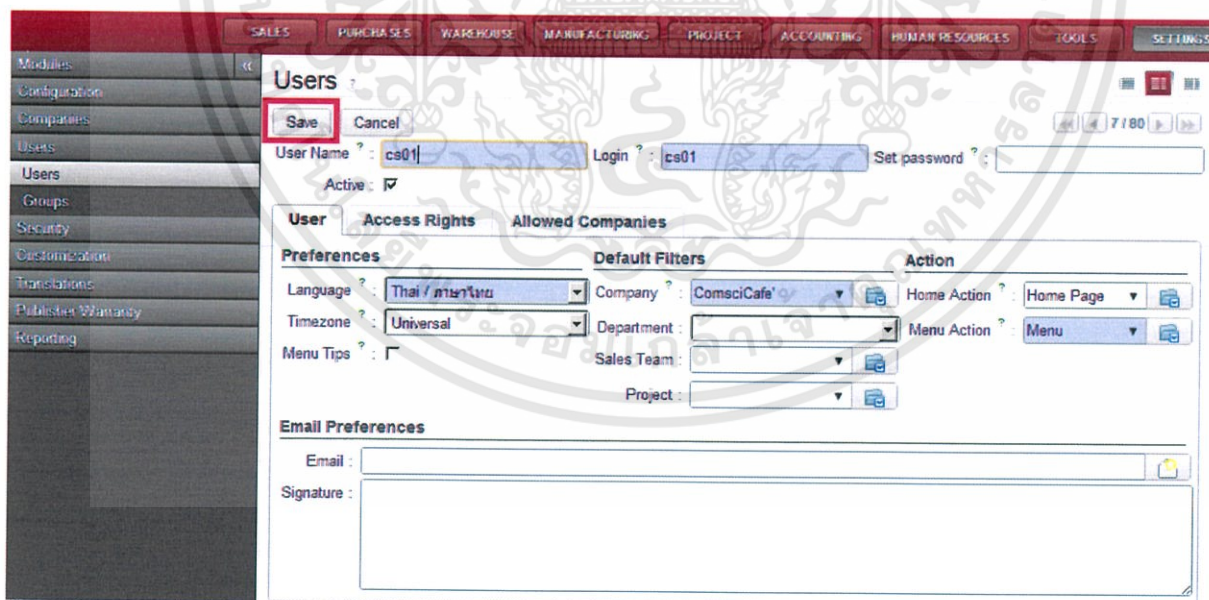 SALES PURCHASES WAREHOUSE MANUFACTURING PROJECT ACCOUNTING HUMAN RESOURCES TOOLS SETTINGS
Modules
Configuration
Companies
Users
Users
Groups
Security
Customization
Translations
Publisher Warranty
Reporting
Users ?
Save Cancel 7 / 80
User Name ? : cs01 Login ? : cs01 Set password ? :
Active :
User Access Rights Allowed Companies
Preferences Default Filters Action
Language ? : Thai / ภาษาไทย Company ? : ComsciCafe' Home Action ? : Home Page
Timezone ? : Universal Department : Menu Action ? : Menu
Menu Tips ? : Sales Team :
Project :
Email Preferences
Email :
Signature :